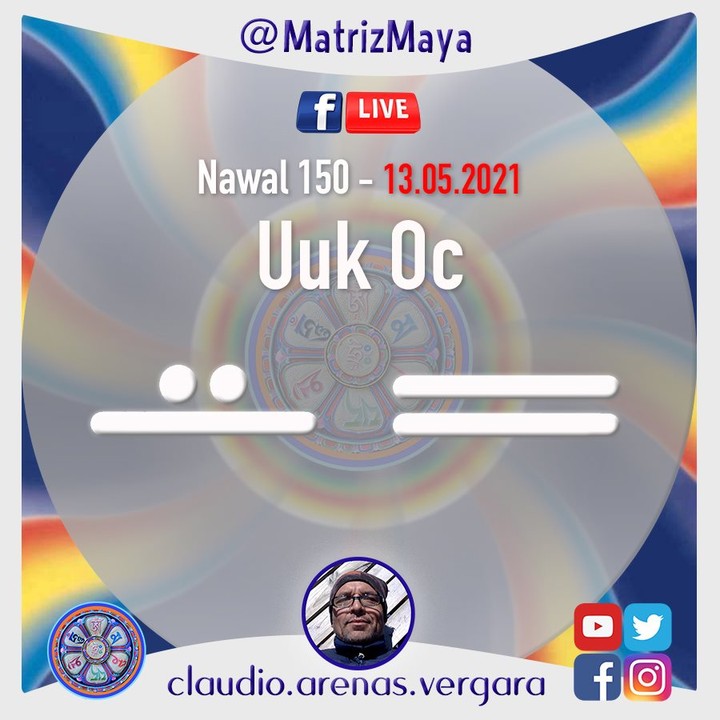 @MatrizMaya
f LIVE
Nawal 150 - 13.05.2021
Uuk Oc
claudio.arenas.vergara